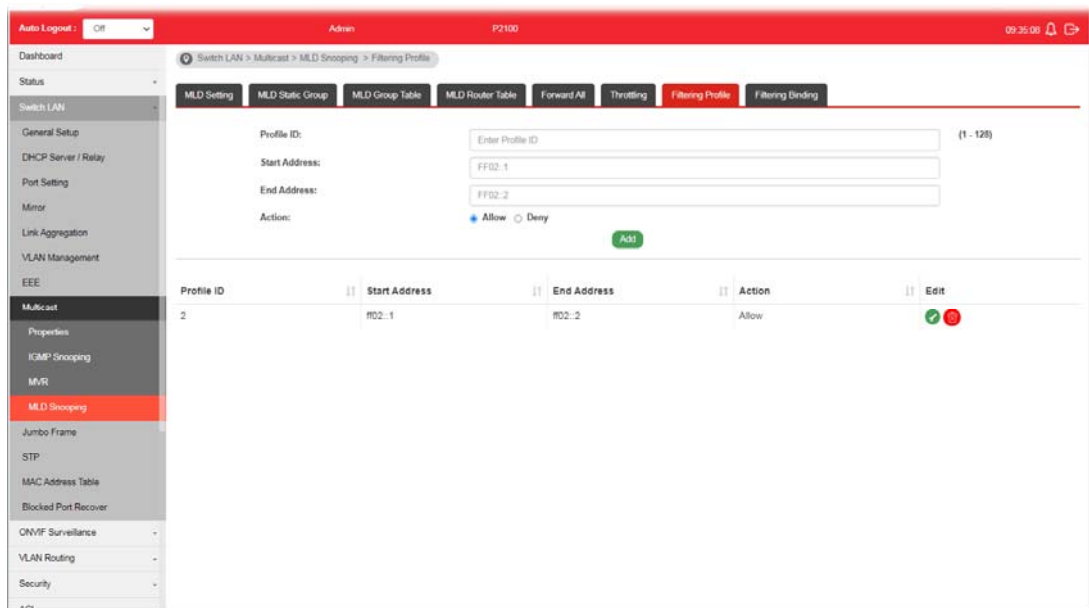 Auto Logout : Off Admin P2100 09:35:08
Dashboard
Status
Switch LAN
General Setup
DHCP Server / Relay
Port Setting
Mirror
Link Aggregation
VLAN Management
EEE
Multicast
Properties
IGMP Snooping
MVR
MLD Snooping
Jumbo Frame
STP
MAC Address Table
Blocked Port Recover
ONVIF Surveillance
VLAN Routing
Security
ACL
Switch LAN > Multicast > MLD Snooping > Filtering Profile
MLD Setting MLD Static Group MLD Group Table MLD Router Table Forward All Throttling Filtering Profile Filtering Binding
Profile ID: Enter Profile ID (1 - 128)
Start Address: FF02::1
End Address: FF02::2
Action: Allow Deny
Add
Profile ID Start Address End Address Action Edit
2 ff02::1 ff02::2 Allow